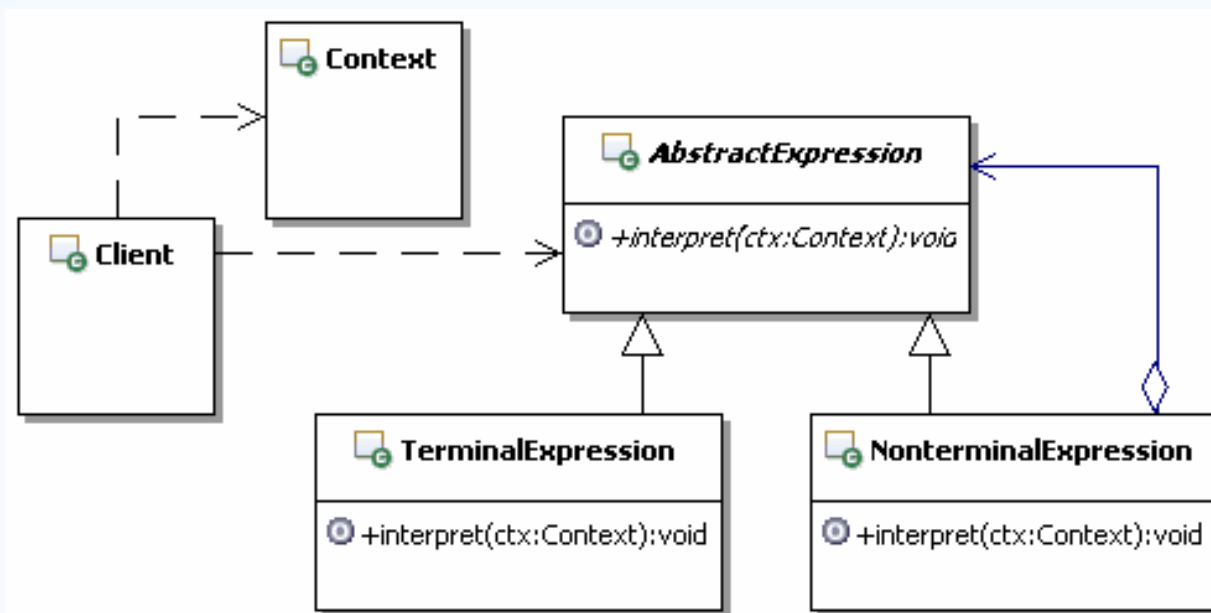 Context
AbstractExpression
+interpret(ctx:Context):void
Client
TerminalExpression
+interpret(ctx:Context):void
NonterminalExpression
+interpret(ctx:Context):void